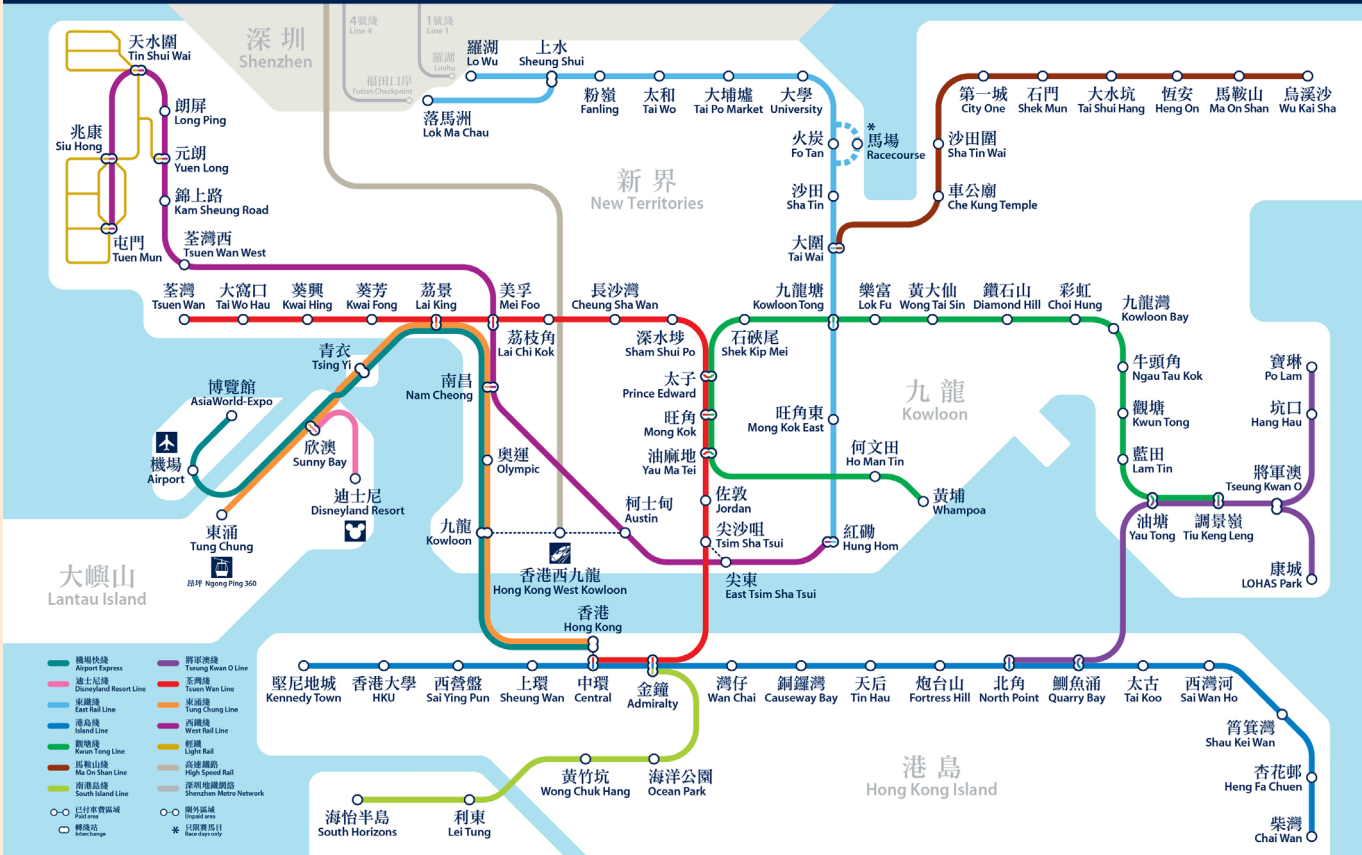 深圳
Shenzhen
4號綫
Line 4
1號綫
Line 1
羅湖
Luohu
福田口岸
Futian Checkpoint
天水圍
Tin Shui Wai
朗屏
Long Ping
兆康
Siu Hong
元朗
Yuen Long
錦上路
Kam Sheung Road
屯門
Tuen Mun
荃灣西
Tsuen Wan West
羅湖
Lo Wu
上水
Sheung Shui
落馬洲
Lok Ma Chau
粉嶺
Fanling
太和
Tai Wo
大埔墟
Tai Po Market
大學
University
火炭
Fo Tan
*
馬場
Racecourse
沙田
Sha Tin
大圍
Tai Wai
第一城
City One
石門
Shek Mun
大水坑
Tai Shui Hang
恆安
Heng On
馬鞍山
Ma On Shan
烏溪沙
Wu Kai Sha
沙田圍
Sha Tin Wai
車公廟
Che Kung Temple
新界
New Territories
荃灣
Tsuen Wan
大窩口
Tai Wo Hau
葵興
Kwai Hing
葵芳
Kwai Fong
荔景
Lai King
美孚
Mei Foo
荔枝角
Lai Chi Kok
長沙灣
Cheung Sha Wan
深水埗
Sham Shui Po
石硤尾
Shek Kip Mei
九龍塘
Kowloon Tong
樂富
Lok Fu
黃大仙
Wong Tai Sin
鑽石山
Diamond Hill
彩虹
Choi Hung
九龍灣
Kowloon Bay
牛頭角
Ngau Tau Kok
觀塘
Kwun Tong
藍田
Lam Tin
油塘
Yau Tong
調景嶺
Tiu Keng Leng
將軍澳
Tseung Kwan O
寶琳
Po Lam
坑口
Hang Hau
康城
LOHAS Park
青衣
Tsing Yi
博覽館
AsiaWorld-Expo
機場
Airport
欣澳
Sunny Bay
迪士尼
Disneyland Resort
東涌
Tung Chung
昂坪 Ngong Ping 360
大嶼山
Lantau Island
南昌
Nam Cheong
奧運
Olympic
九龍
Kowloon
柯士甸
Austin
香港西九龍
Hong Kong West Kowloon
太子
Prince Edward
旺角
Mong Kok
油麻地
Yau Ma Tei
佐敦
Jordan
尖沙咀
Tsim Sha Tsui
尖東
East Tsim Sha Tsui
旺角東
Mong Kok East
紅磡
Hung Hom
何文田
Ho Man Tin
黃埔
Whampoa
九龍
Kowloon
香港
Hong Kong
堅尼地城
Kennedy Town
香港大學
HKU
西營盤
Sai Ying Pun
上環
Sheung Wan
中環
Central
金鐘
Admiralty
灣仔
Wan Chai
銅鑼灣
Causeway Bay
天后
Tin Hau
炮台山
Fortress Hill
北角
North Point
鰂魚涌
Quarry Bay
太古
Tai Koo
西灣河
Sai Wan Ho
筲箕灣
Shau Kei Wan
杏花邨
Heng Fa Chuen
柴灣
Chai Wan
海洋公園
Ocean Park
黃竹坑
Wong Chuk Hang
利東
Lei Tung
海怡半島
South Horizons
港島
Hong Kong Island
機場快綫
Airport Express
迪士尼綫
Disneyland Resort Line
東鐵綫
East Rail Line
港島綫
Island Line
觀塘綫
Kwun Tong Line
馬鞍山綫
Ma On Shan Line
南港島綫
South Island Line
已付車費區域
Paid area
轉綫站
Interchange
將軍澳綫
Tseung Kwan O Line
荃灣綫
Tsuen Wan Line
東涌綫
Tung Chung Line
西鐵綫
West Rail Line
輕鐵
Light Rail
高速鐵路
High Speed Rail
深圳地鐵網路
Shenzhen Metro Network
閘外區域
Unpaid area
* 只限賽馬日
Race days only